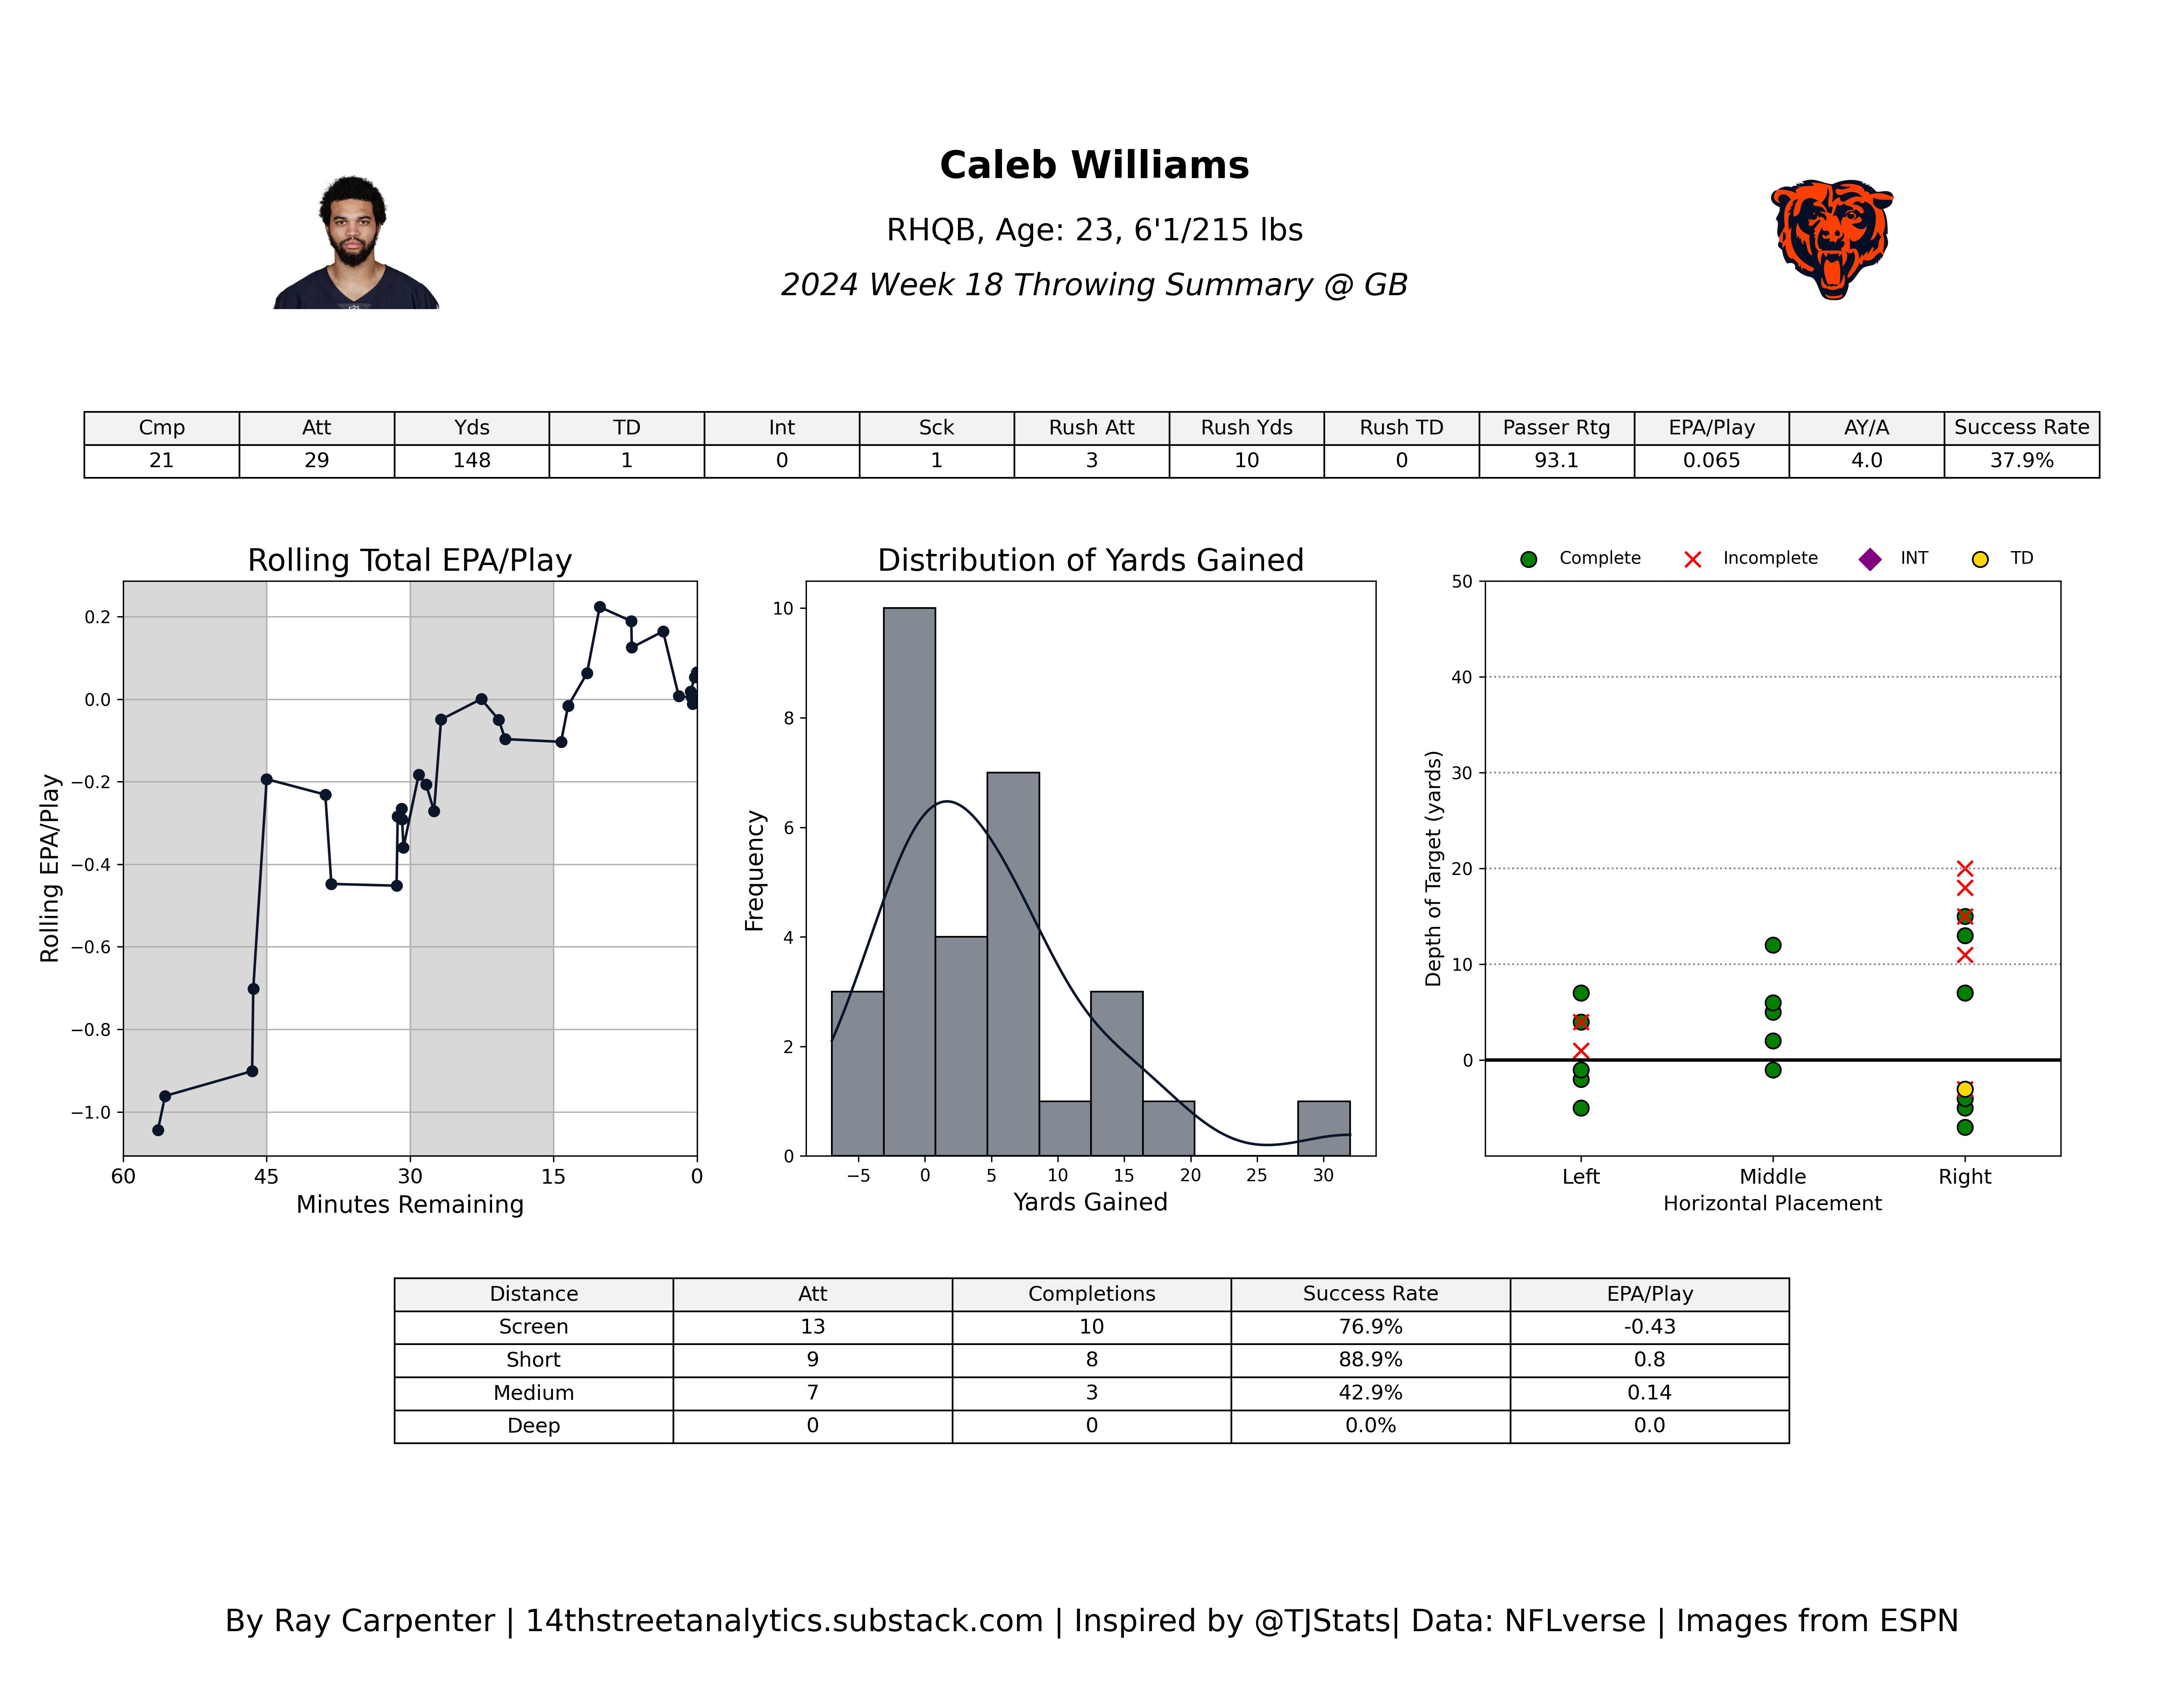 Caleb Williams
RHQB, Age: 23, 6'1/215 lbs
2024 Week 18 Throwing Summary @ GB
Cmp Att Yds TD Int Sck Rush Att Rush Yds Rush TD Passer Rtg EPA/Play AY/A Success Rate
21 29 148 1 0 1 3 10 0 93.1 0.065 4.0 37.9%
Rolling Total EPA/Play
0.2
0.0
−0.2
−0.4
−0.6
−0.8
−1.0
Rolling EPA/Play
60 45 30 15 0
Minutes Remaining
Distribution of Yards Gained
10
8
6
4
2
0
Frequency
−5 0 5 10 15 20 25 30
Yards Gained
Complete Incomplete INT TD
50
40
30
20
10
0
Depth of Target (yards)
Left Middle Right
Horizontal Placement
Distance Att Completions Success Rate EPA/Play
Screen 13 10 76.9% -0.43
Short 9 8 88.9% 0.8
Medium 7 3 42.9% 0.14
Deep 0 0 0.0% 0.0
By Ray Carpenter | 14thstreetanalytics.substack.com | Inspired by @TJStats| Data: NFLverse | Images from ESPN